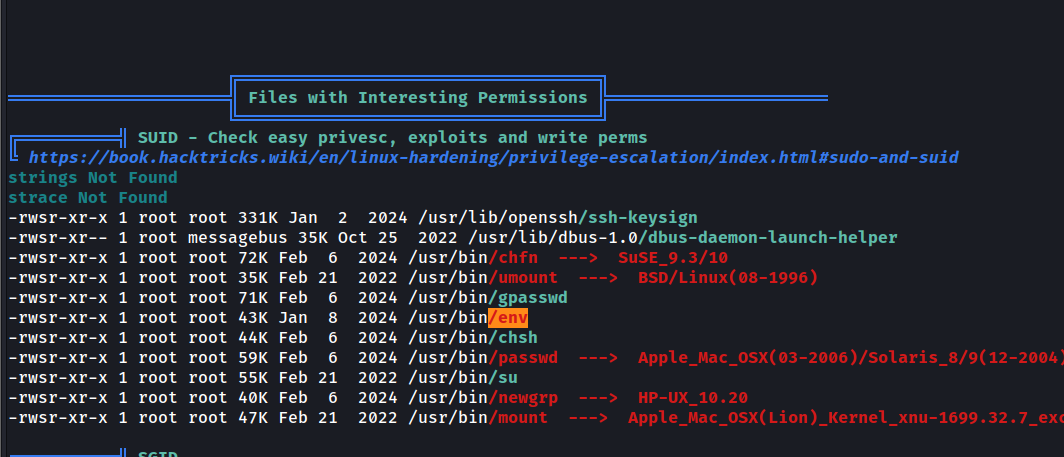 Files with Interesting Permissions
SUID - Check easy privesc, exploits and write perms
https://book.hacktricks.wiki/en/linux-hardening/privilege-escalation/index.html#sudo-and-suid
strings Not Found
strace Not Found
-rwsr-xr-x 1 root root 331K Jan  2  2024 /usr/lib/openssh/ssh-keysign
-rwsr-xr-- 1 root messagebus 35K Oct 25  2022 /usr/lib/dbus-1.0/dbus-daemon-launch-helper
-rwsr-xr-x 1 root root 72K Feb  6  2024 /usr/bin/chfn  --->  SuSE_9.3/10
-rwsr-xr-x 1 root root 35K Feb 21  2022 /usr/bin/umount  --->  BSD/Linux(08-1996)
-rwsr-xr-x 1 root root 71K Feb  6  2024 /usr/bin/gpasswd
-rwsr-xr-x 1 root root 43K Jan  8  2024 /usr/bin/env
-rwsr-xr-x 1 root root 44K Feb  6  2024 /usr/bin/chsh
-rwsr-xr-x 1 root root 59K Feb  6  2024 /usr/bin/passwd  --->  Apple_Mac_OSX(03-2006)/Solaris_8/9(12-2004)
-rwsr-xr-x 1 root root 55K Feb 21  2022 /usr/bin/su
-rwsr-xr-x 1 root root 40K Feb  6  2024 /usr/bin/newgrp  --->  HP-UX_10.20
-rwsr-xr-x 1 root root 47K Feb 21  2022 /usr/bin/mount  --->  Apple_Mac_OSX(Lion)_Kernel_xnu-1699.32.7_exc
SGID